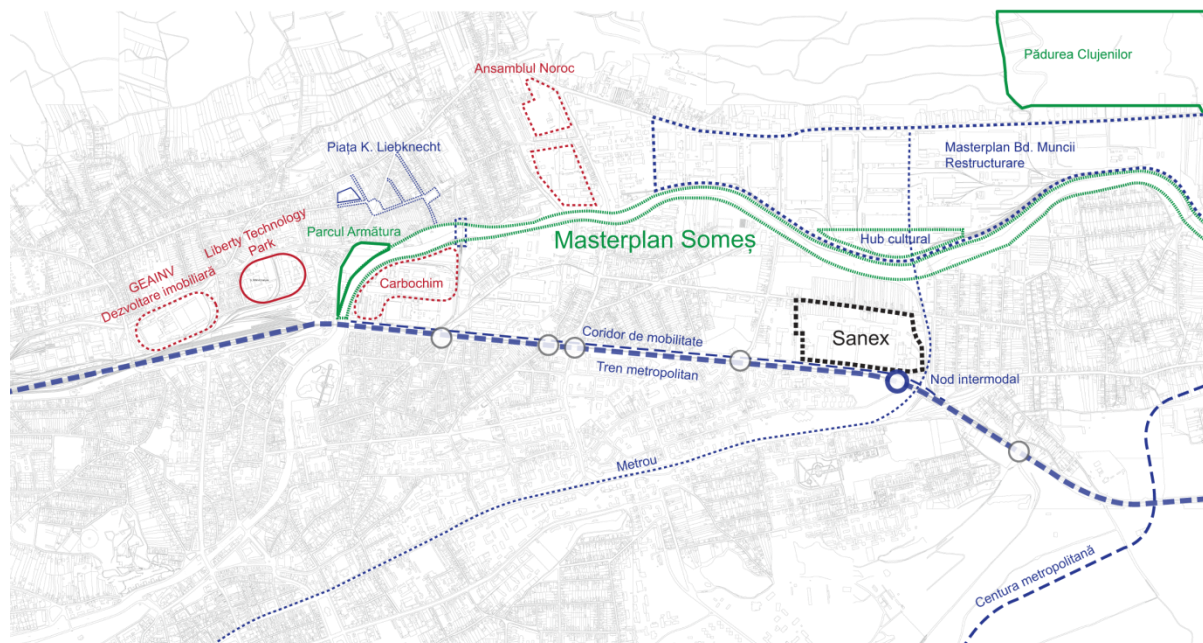 Pădurea Clujenilor
Ansamblul Noroc
Piața K. Liebknecht
Masterplan Bd. Muncii
Restructurare
Parcul Armătura
Liberty Technology
Park
Masterplan Someș
Hub cultural
GEAINV
Dezvoltare imobiliară
Carbochim
Coridor de mobilitate
Sanex
Tren metropolitan
Nod intermodal
Metrou
Centura metropolitană